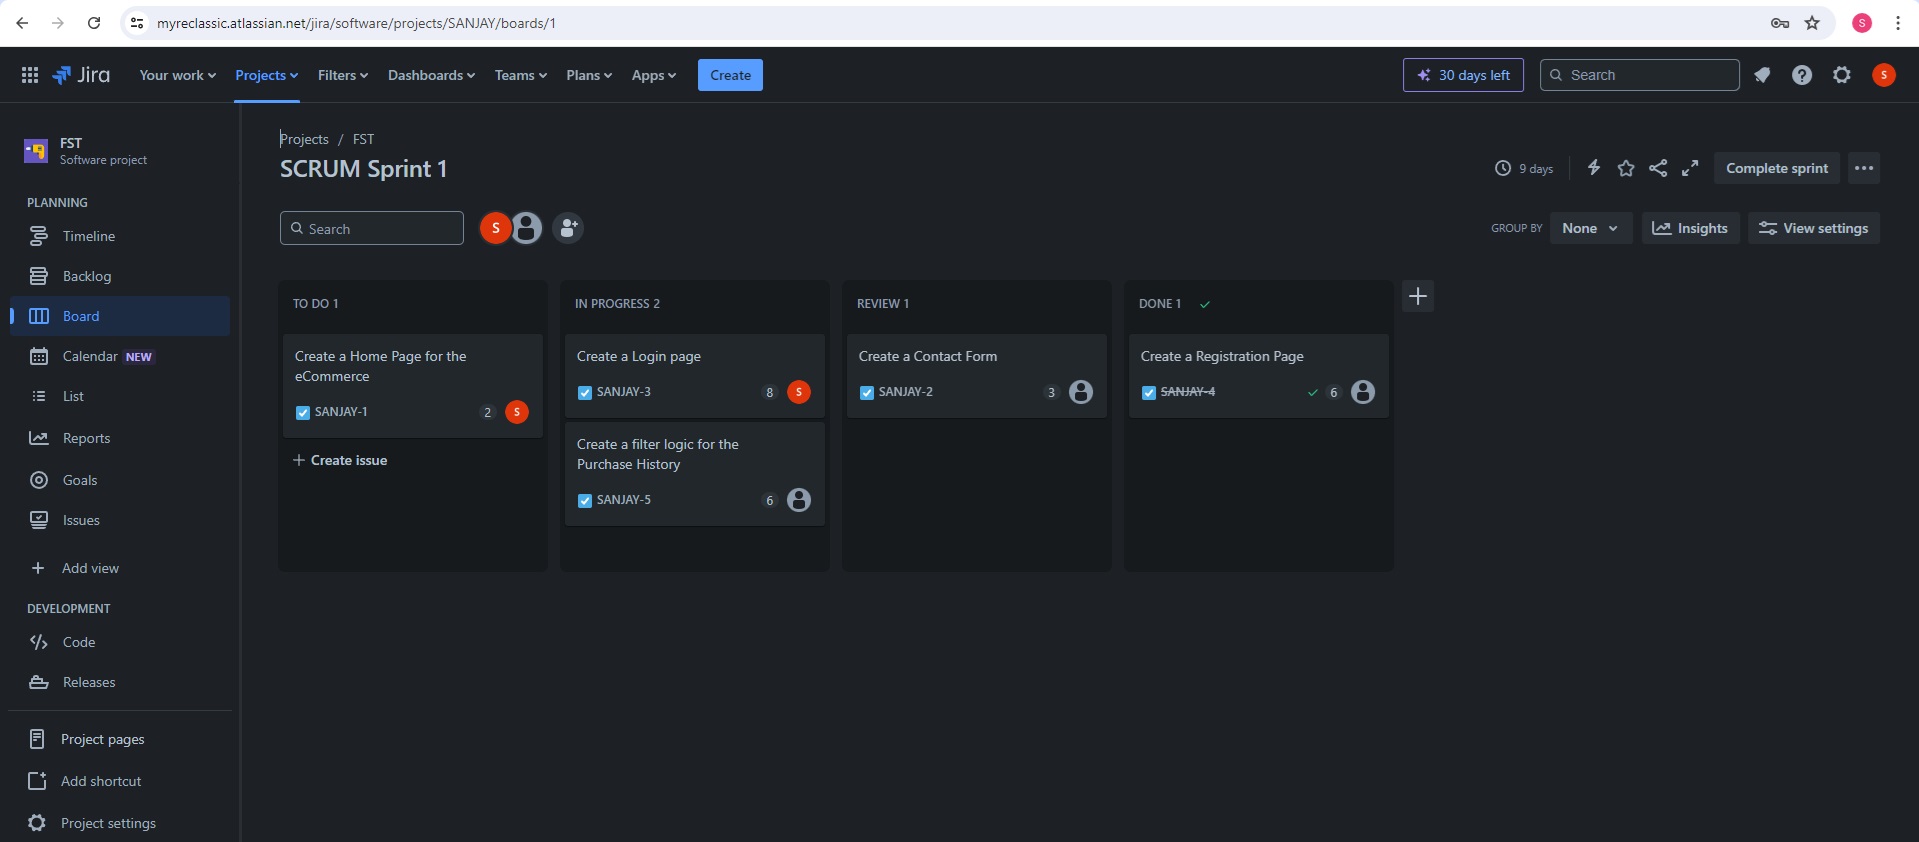 myreclassic.atlassian.net/jira/software/projects/SANJAY/boards/1
S
Jira
Your work
Projects
Filters
Dashboards
Teams
Plans
Apps
Create
30 days left
Search
S
FST
Software project
PLANNING
Timeline
Backlog
Board
Calendar NEW
List
Reports
Goals
Issues
Add view
DEVELOPMENT
Code
Releases
Project pages
Add shortcut
Project settings
Projects / FST
SCRUM Sprint 1
9 days
Complete sprint
Search
S
GROUP BY
None
Insights
View settings
TO DO 1
Create a Home Page for the
eCommerce
SANJAY-1
2
S
Create issue
IN PROGRESS 2
Create a Login page
SANJAY-3
8
S
Create a filter logic for the
Purchase History
SANJAY-5
6
REVIEW 1
Create a Contact Form
SANJAY-2
3
DONE 1
Create a Registration Page
SANJAY-4
6